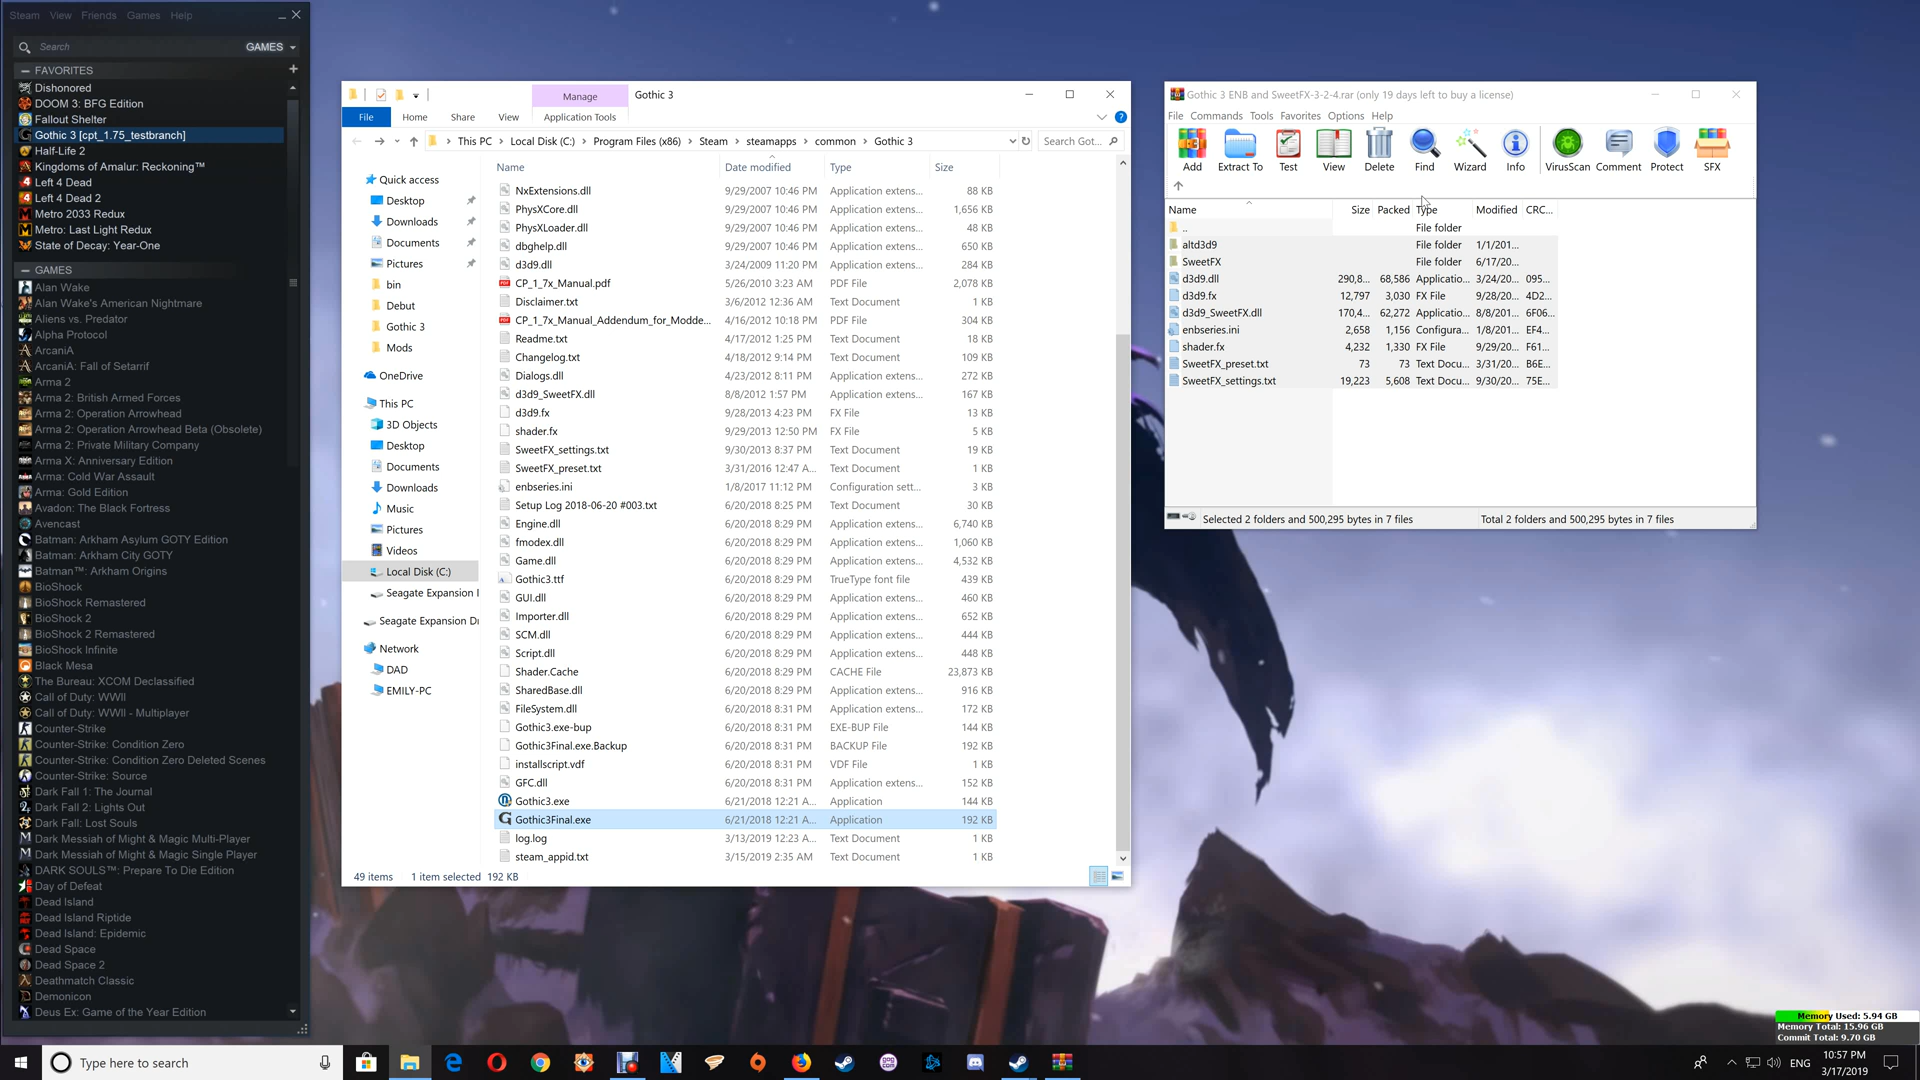 Steam View Friends Games Help
Search GAMES
FAVORITES
Dishonored
DOOM 3: BFG Edition
Fallout Shelter
Gothic 3 [cpt_1.75_testbranch]
Half-Life 2
Kingdoms of Amalur: Reckoning™
Left 4 Dead
Left 4 Dead 2
Metro 2033 Redux
Metro: Last Light Redux
State of Decay: Year-One
GAMES
Alan Wake
Alan Wake's American Nightmare
Aliens vs. Predator
Alpha Protocol
ArcaniA
ArcaniA: Fall of Setarrif
Arma 2
Arma 2: British Armed Forces
Arma 2: Operation Arrowhead
Arma 2: Operation Arrowhead Beta (Obsolete)
Arma 2: Private Military Company
Arma X: Anniversary Edition
Arma: Cold War Assault
Arma: Gold Edition
Avadon: The Black Fortress
Avencast
Batman: Arkham Asylum GOTY Edition
Batman: Arkham City GOTY
Batman™: Arkham Origins
BioShock
BioShock Remastered
BioShock 2
BioShock 2 Remastered
BioShock Infinite
Black Mesa
The Bureau: XCOM Declassified
Call of Duty: WWII
Call of Duty: WWII - Multiplayer
Counter-Strike
Counter-Strike: Condition Zero
Counter-Strike: Condition Zero Deleted Scenes
Counter-Strike: Source
Dark Fall 1: The Journal
Dark Fall 2: Lights Out
Dark Fall: Lost Souls
Dark Messiah of Might & Magic Multi-Player
Dark Messiah of Might & Magic Single Player
DARK SOULS™: Prepare To Die Edition
Day of Defeat
Dead Island
Dead Island Riptide
Dead Island: Epidemic
Dead Space
Dead Space 2
Deathmatch Classic
Demonicon
Deus Ex: Game of the Year Edition
Manage Gothic 3
File Home Share View Application Tools
This PC Local Disk (C:) Program Files (x86) Steam steamapps common Gothic 3 Search Got...
Quick access
Desktop
Downloads
Documents
Pictures
bin
Debut
Gothic 3
Mods
OneDrive
This PC
3D Objects
Desktop
Documents
Downloads
Music
Pictures
Videos
Local Disk (C:)
Seagate Expansion
Seagate Expansion Dr
Network
DAD
EMILY-PC
Name Date modified Type Size
NxExtensions.dll 9/29/2007 10:46 PM Application extens... 88 KB
PhysXCore.dll 9/29/2007 10:46 PM Application extens... 1,656 KB
PhysXLoader.dll 9/29/2007 10:46 PM Application extens... 48 KB
dbghelp.dll 9/29/2007 10:46 PM Application extens... 650 KB
d3d9.dll 3/24/2009 11:20 PM Application extens... 284 KB
CP_1_7x_Manual.pdf 5/26/2010 3:23 AM PDF File 2,078 KB
Disclaimer.txt 3/6/2012 12:36 AM Text Document 1 KB
CP_1_7x_Manual_Addendum_for_Modde... 4/16/2012 10:18 PM PDF File 304 KB
Readme.txt 4/17/2012 1:25 PM Text Document 18 KB
Changelog.txt 4/18/2012 9:14 PM Text Document 109 KB
Dialogs.dll 4/23/2012 8:11 PM Application extens... 272 KB
d3d9_SweetFX.dll 8/8/2012 1:57 PM Application extens... 167 KB
d3d9.fx 9/28/2013 4:23 PM FX File 13 KB
shader.fx 9/29/2013 12:50 PM FX File 5 KB
SweetFX_settings.txt 9/30/2013 8:37 PM Text Document 19 KB
SweetFX_preset.txt 3/31/2016 12:47 A... Text Document 1 KB
enbseries.ini 1/8/2017 11:12 PM Configuration sett... 3 KB
Setup Log 2018-06-20 #003.txt 6/20/2018 8:25 PM Text Document 30 KB
Engine.dll 6/20/2018 8:29 PM Application extens... 6,740 KB
fmodex.dll 6/20/2018 8:29 PM Application extens... 1,060 KB
Game.dll 6/20/2018 8:29 PM Application extens... 4,532 KB
Gothic3.ttf 6/20/2018 8:29 PM TrueType font file 439 KB
GUI.dll 6/20/2018 8:29 PM Application extens... 460 KB
Importer.dll 6/20/2018 8:29 PM Application extens... 652 KB
SCM.dll 6/20/2018 8:29 PM Application extens... 444 KB
Script.dll 6/20/2018 8:29 PM Application extens... 448 KB
Shader.Cache 6/20/2018 8:29 PM CACHE File 23,873 KB
SharedBase.dll 6/20/2018 8:29 PM Application extens... 916 KB
FileSystem.dll 6/20/2018 8:29 PM Application extens... 172 KB
Gothic3.exe-bup 6/20/2018 8:31 PM EXE-BUP File 144 KB
Gothic3Final.exe.Backup 6/20/2018 8:31 PM BACKUP File 192 KB
installscript.vdf 6/20/2018 8:31 PM VDF File 1 KB
GFC.dll 6/20/2018 8:31 PM Application extens... 152 KB
Gothic3.exe 6/21/2018 12:21 A... Application 144 KB
Gothic3Final.exe 6/21/2018 12:21 A... Application 192 KB
log.log 3/13/2019 12:23 A... Text Document 1 KB
steam_appid.txt 3/15/2019 2:35 AM Text Document 1 KB
49 items 1 item selected 192 KB
Gothic 3 ENB and SweetFX-3-2-4.rar (only 19 days left to buy a license)
File Commands Tools Favorites Options Help
Add Extract To Test View Delete Find Wizard Info VirusScan Comment Protect SFX
Name Size Packed Type Modified CRC...
.. File folder
altd3d9 File folder 1/1/201...
SweetFX File folder 6/17/20...
d3d9.dll 290,8... 68,586 Applicatio... 3/24/20... 095...
d3d9.fx 12,797 3,030 FX File 9/28/20... 4D2...
d3d9_SweetFX.dll 170,4... 62,272 Applicatio... 8/8/201... 6F06...
enbseries.ini 2,658 1,156 Configura... 1/8/201... EF4...
shader.fx 4,232 1,330 FX File 9/29/20... F61...
SweetFX_preset.txt 73 73 Text Docu... 3/31/20... B6E...
SweetFX_settings.txt 19,223 5,608 Text Docu... 9/30/20... 75E...
Selected 2 folders and 500,295 bytes in 7 files Total 2 folders and 500,295 bytes in 7 files
Memory Used: 5.94 GB
Memory Total: 15.96 GB
Commit Total: 9.70 GB
Type here to search
ENG
10:57 PM
3/17/2019